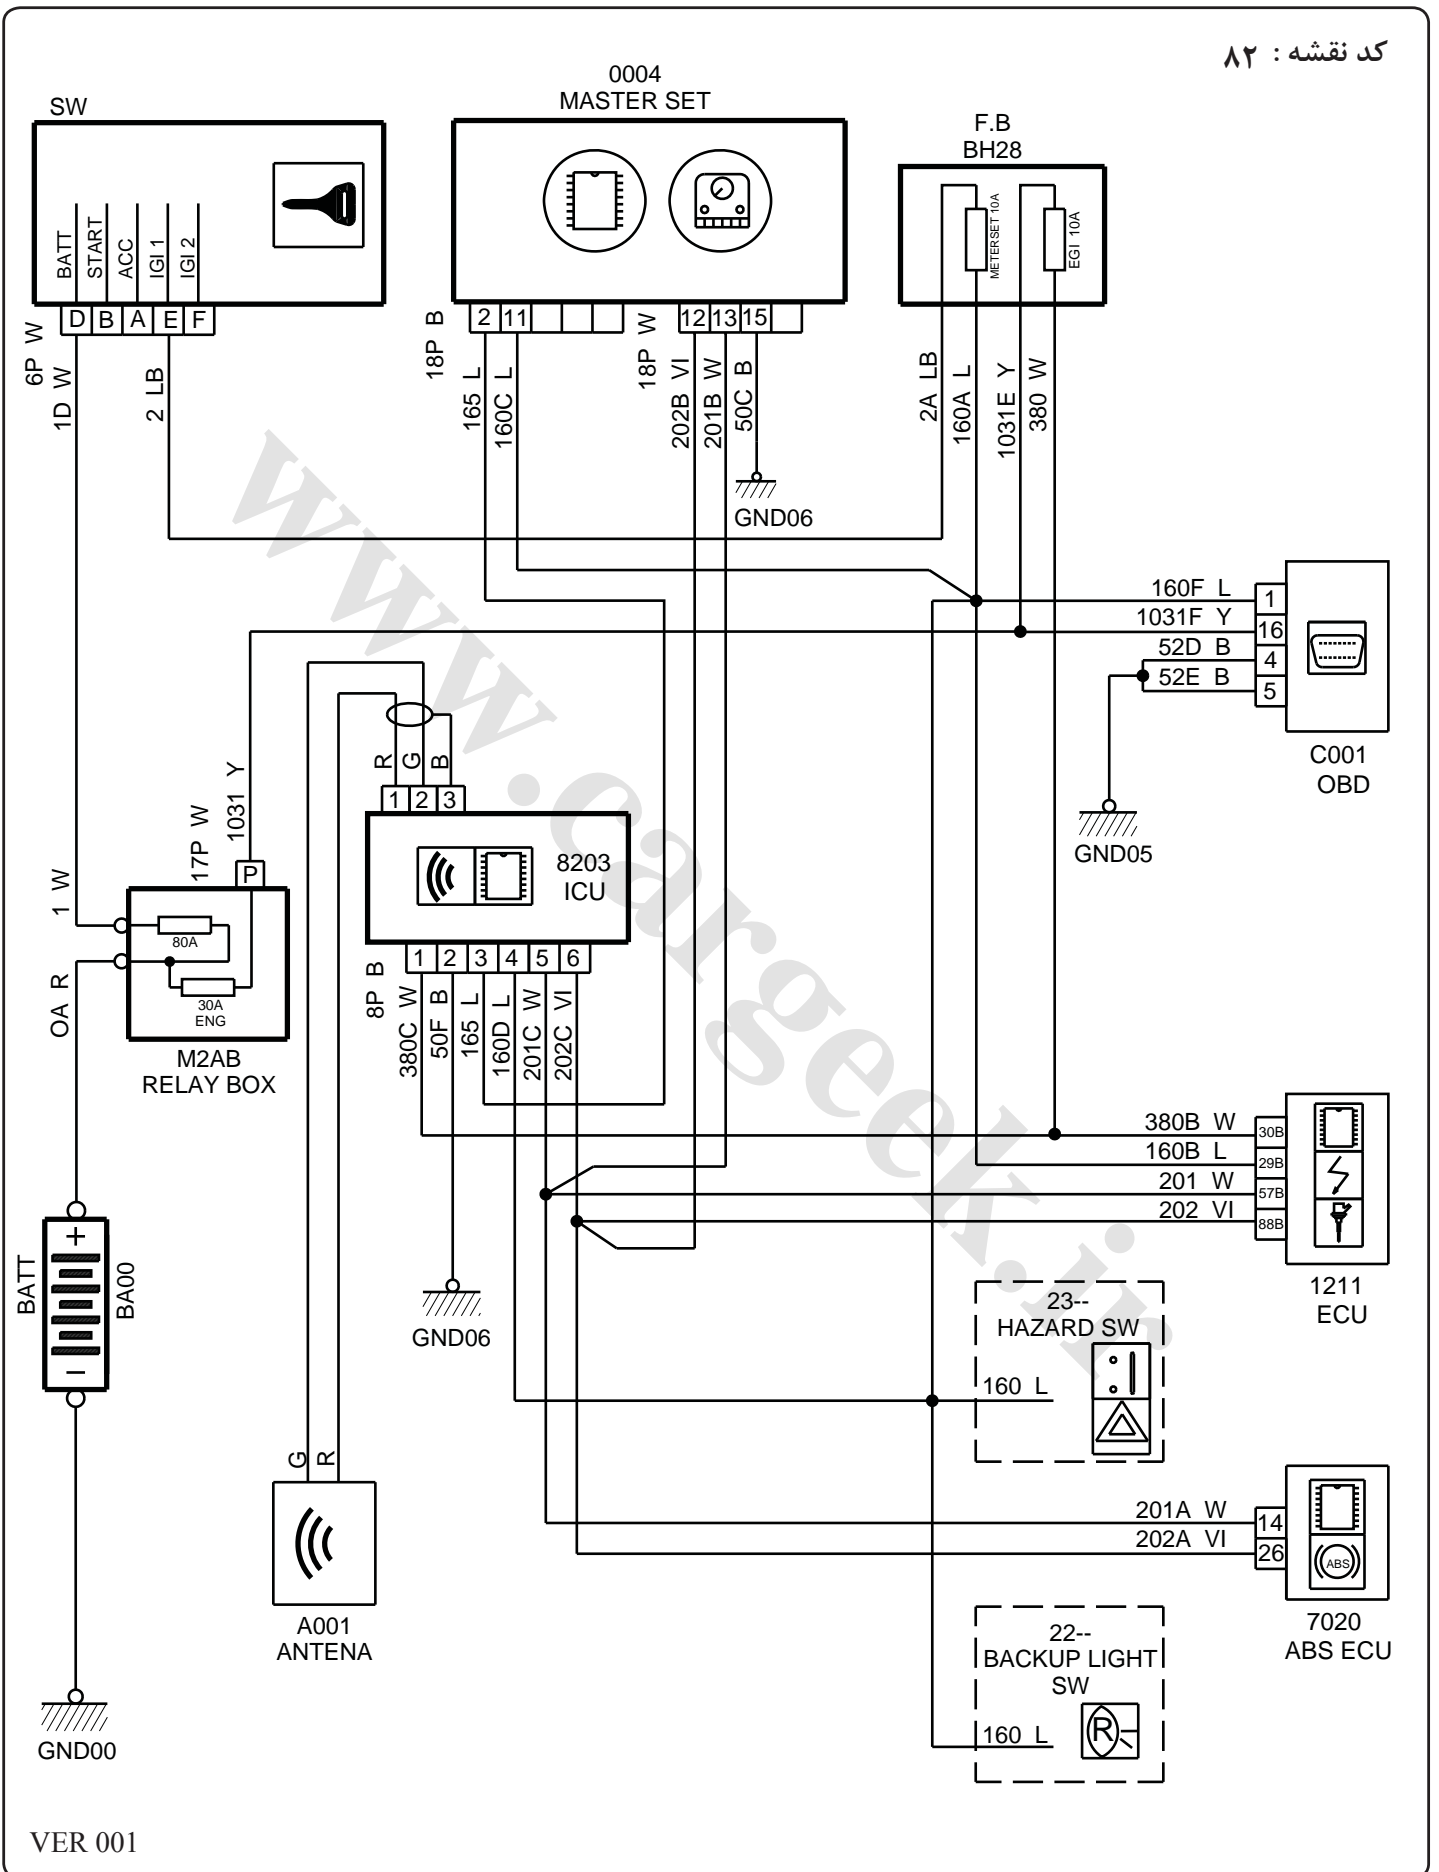 کد نقشه : ۸۲
SW
BATT
START
ACC
IGI 1
IGI 2
D B A E F
6P W
1D W
2 LB
0004
MASTER SET
2 11
12 13 15
18P B
165 L
160C L
18P W
202B VI
201B W
50C B
GND06
F.B
BH28
METERSET 10A
EGI 10A
2A LB
160A L
1031E Y
380 W
160F L
1031F Y
52D B
52E B
1
16
4
5
C001
OBD
GND05
R
G
B
1 2 3
8203
ICU
1 2 3 4 5 6
8P B
380C W
50F B
165 L
160D L
201C W
202C VI
GND06
17P W
1031 Y
P
1 W
OA R
80A
30A
ENG
M2AB
RELAY BOX
BATT
+
−
BA00
GND00
G
R
A001
ANTENA
380B W
160B L
201 W
202 VI
30B
29B
57B
88B
1211
ECU
23--
HAZARD SW
160 L
201A W
202A VI
14
26
ABS
7020
ABS ECU
22--
BACKUP LIGHT
SW
160 L
R
www.cargeek.ir
VER 001